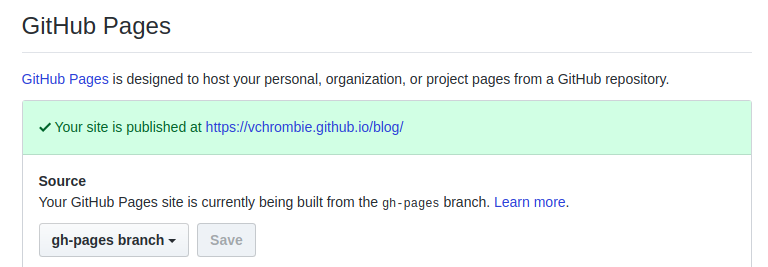 GitHub Pages
GitHub Pages is designed to host your personal, organization, or project pages from a GitHub repository.
Your site is published at https://vchrombie.github.io/blog/
Source
Your GitHub Pages site is currently being built from the gh-pages branch. Learn more.
gh-pages branch Save